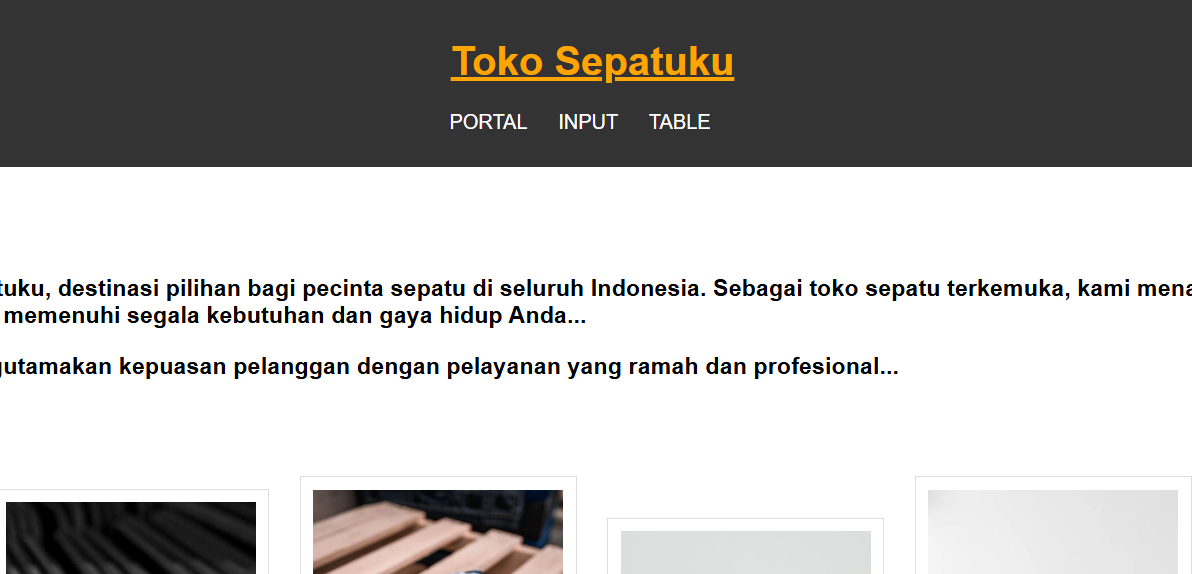 Toko Sepatuku
PORTAL INPUT TABLE
tuku, destinasi pilihan bagi pecinta sepatu di seluruh Indonesia. Sebagai toko sepatu terkemuka, kami mena
memenuhi segala kebutuhan dan gaya hidup Anda...
gutamakan kepuasan pelanggan dengan pelayanan yang ramah dan profesional...